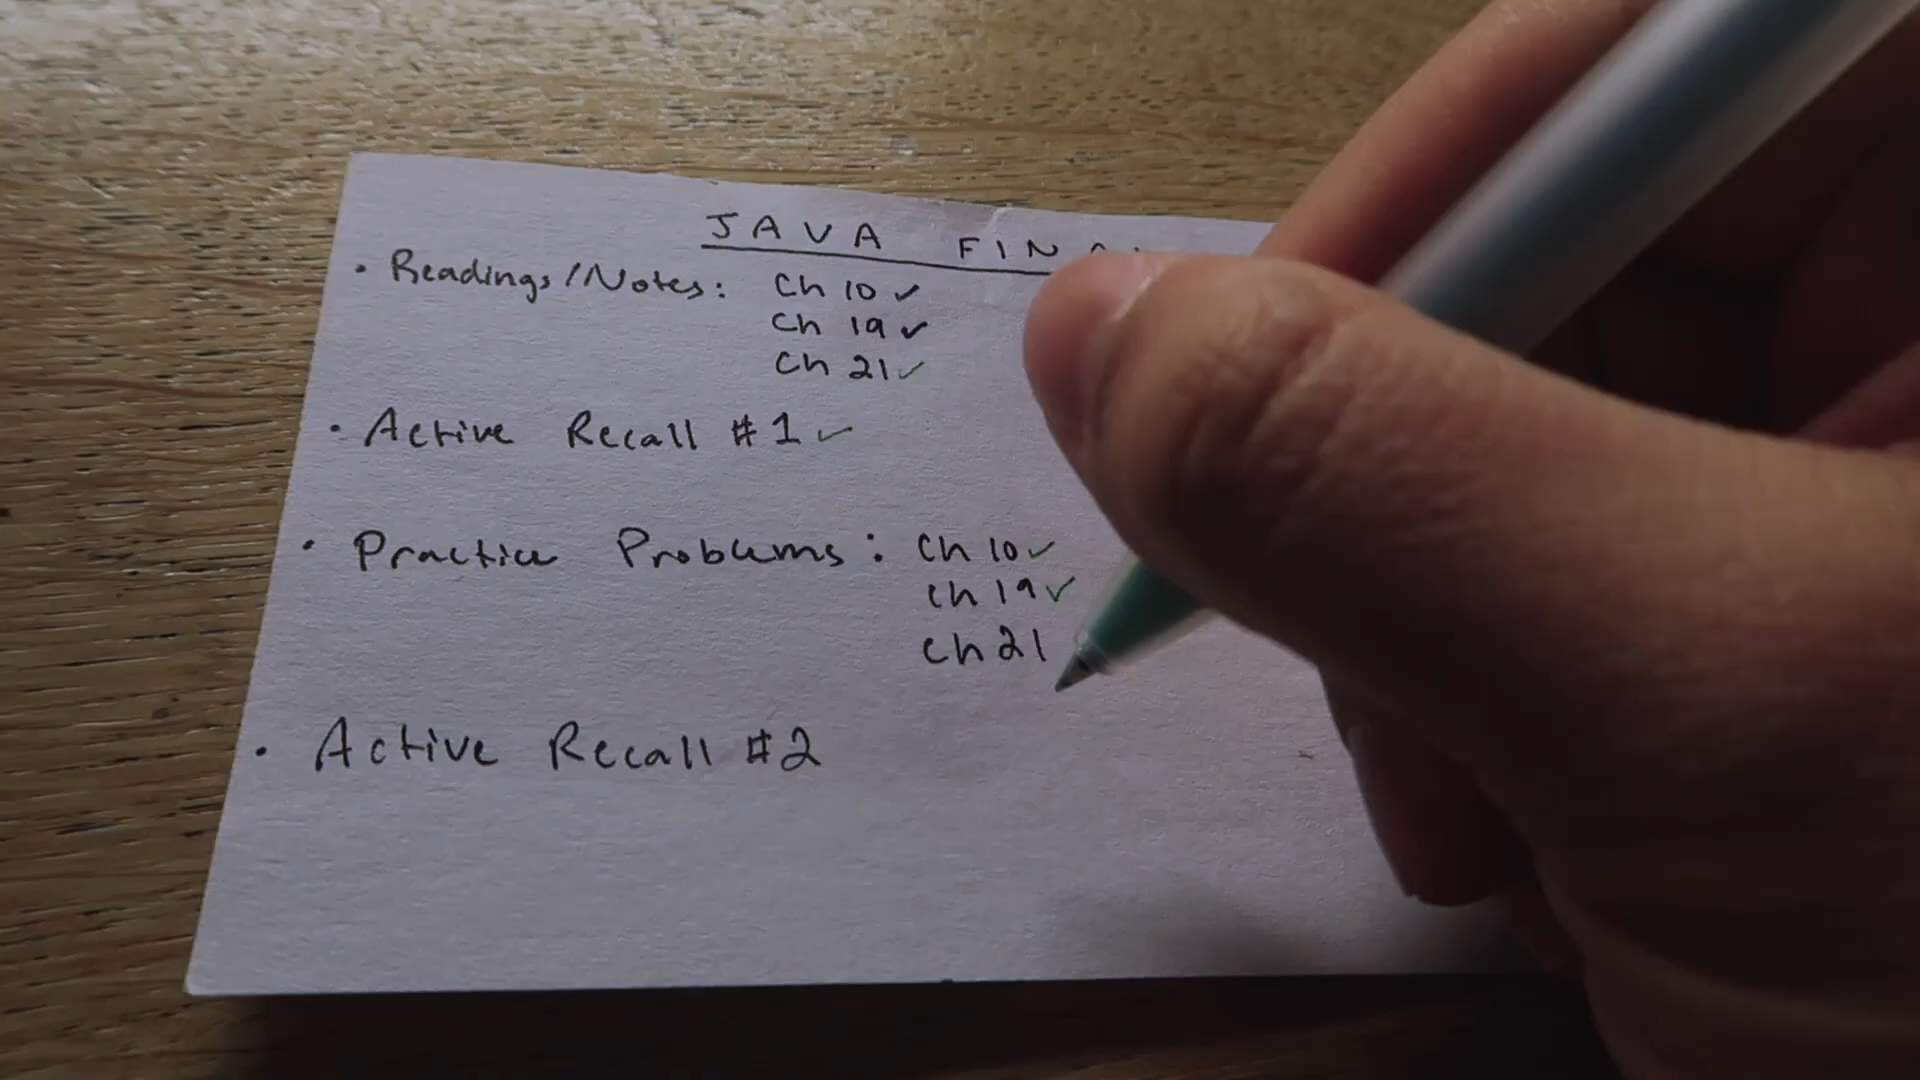 JAVA FINAL
• Readings/Notes: Ch 10 ✓
Ch 19 ✓
Ch 21 ✓
• Active Recall #1 ✓
• Practice Problems: Ch 10 ✓
Ch 19 ✓
Ch 21
• Active Recall #2